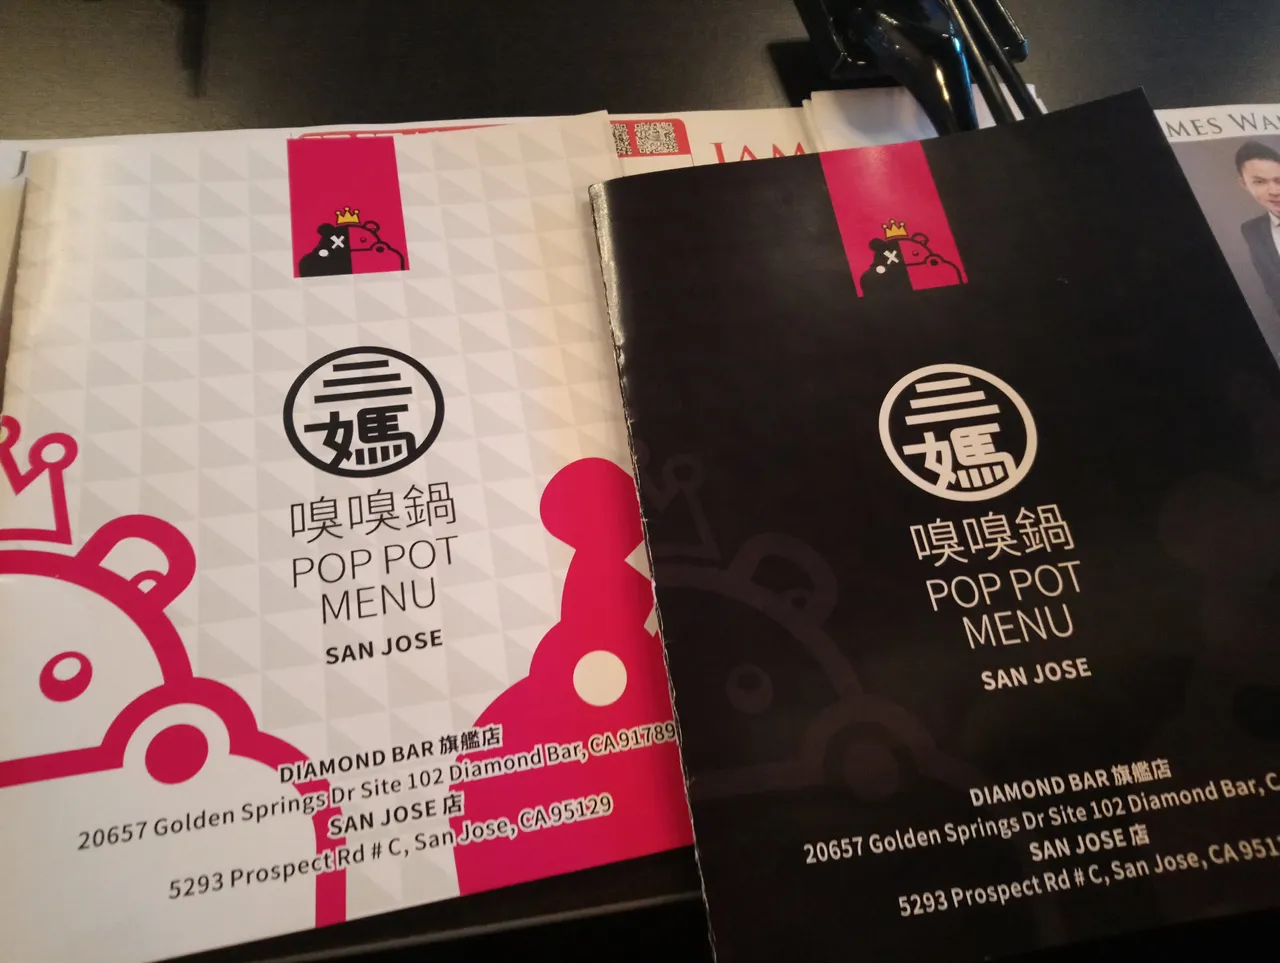 三
媽
嗅嗅鍋
POP POT
MENU
SAN JOSE
DIAMOND BAR 旗艦店
20657 Golden Springs Dr Site 102 Diamond Bar, CA 91789
SAN JOSE 店
5293 Prospect Rd # C, San Jose, CA 95129
三
媽
嗅嗅鍋
POP POT
MENU
SAN JOSE
DIAMOND BAR 旗艦店
20657 Golden Springs Dr Site 102 Diamond Bar, C
SAN JOSE 店
5293 Prospect Rd # C, San Jose, CA 951
JAM
MES WA